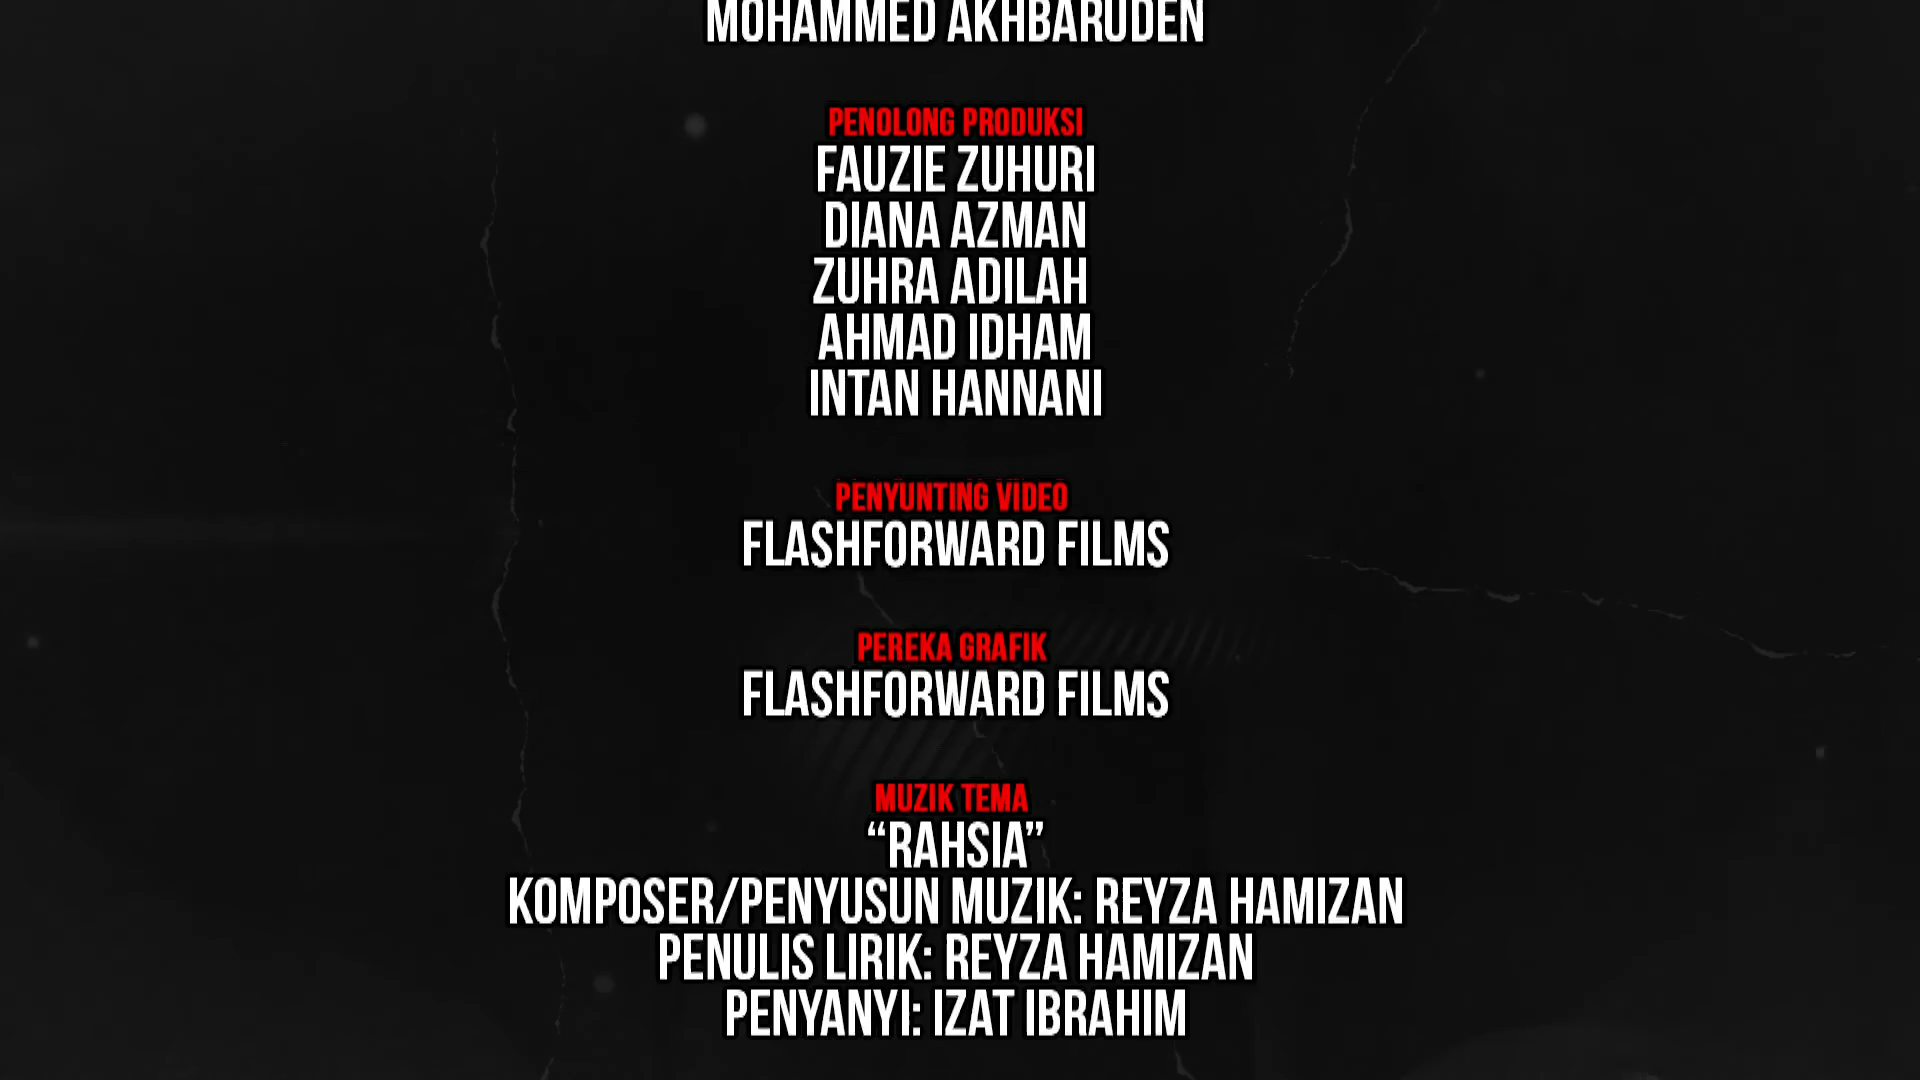 MOHAMMED AKHBARUDEN
PENOLONG PRODUKSI
FAUZIE ZUHURI
DIANA AZMAN
ZUHRA ADILAH
AHMAD IDHAM
INTAN HANNANI
PENYUNTING VIDEO
FLASHFORWARD FILMS
PEREKA GRAFIK
FLASHFORWARD FILMS
MUZIK TEMA
“RAHSIA”
KOMPOSER/PENYUSUN MUZIK: REYZA HAMIZAN
PENULIS LIRIK: REYZA HAMIZAN
PENYANYI: IZAT IBRAHIM